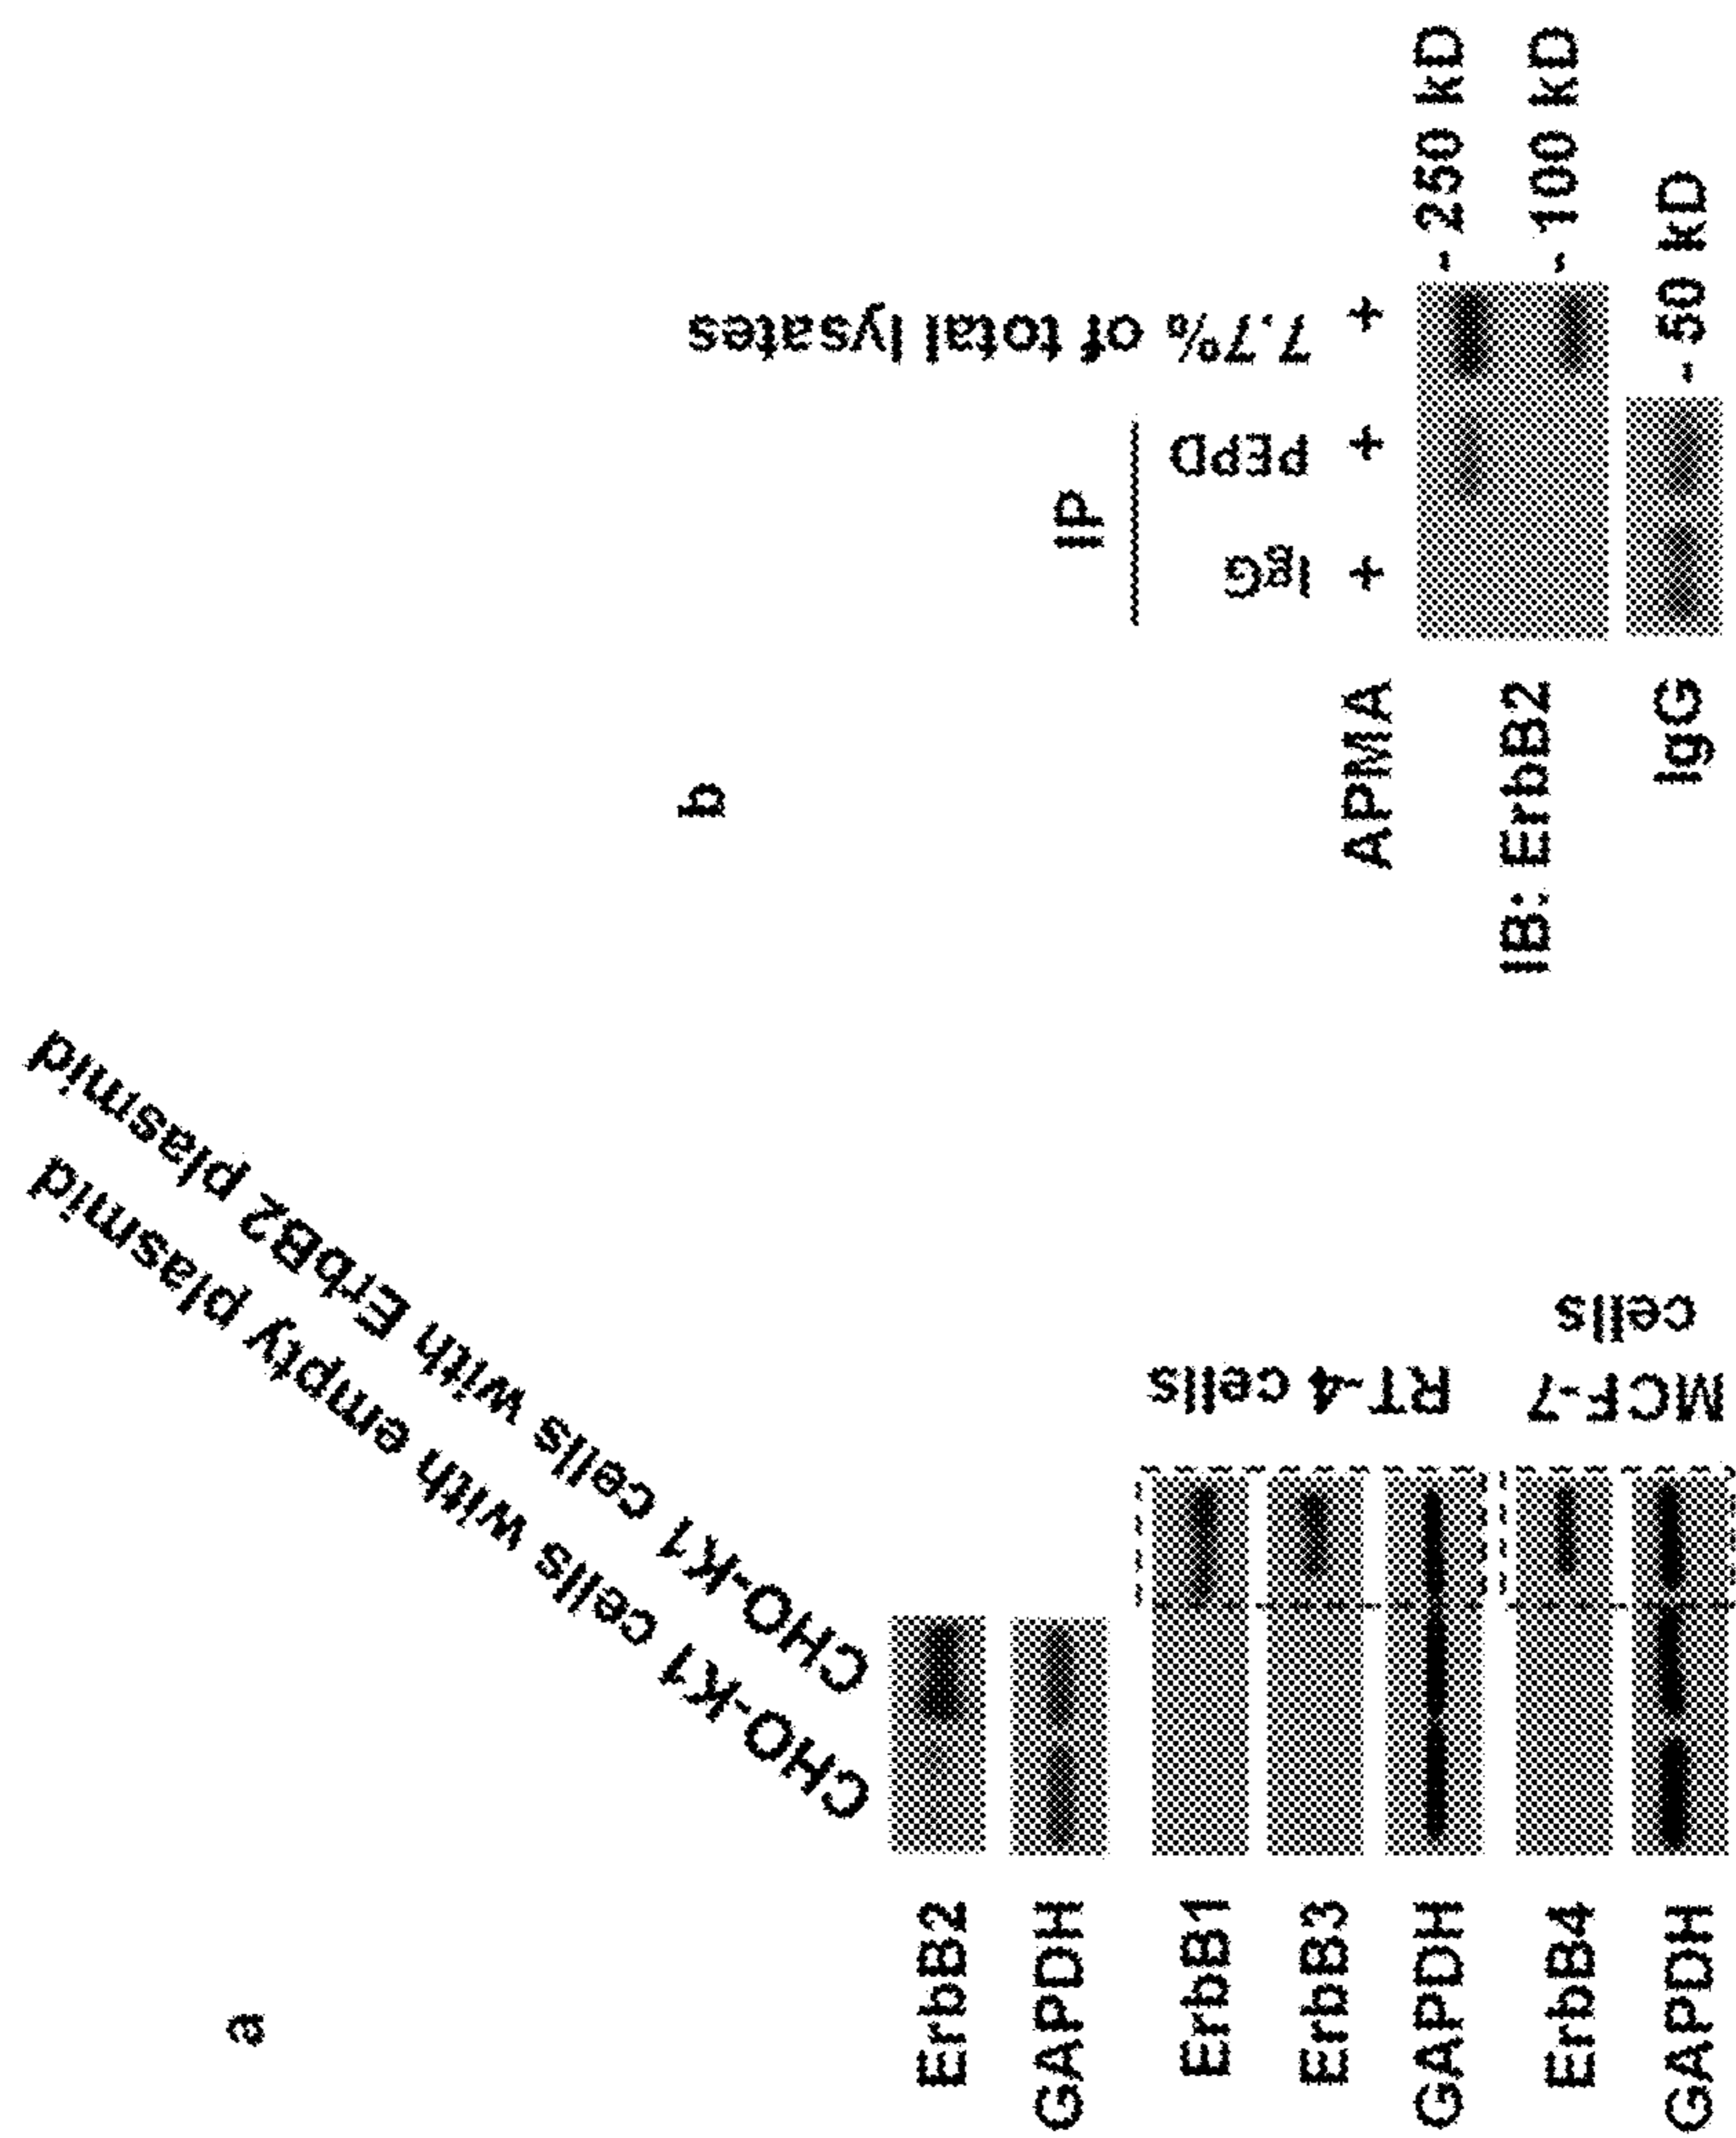 a
CHO-K1 cells with empty plasmid
CHO-K1 cells with ErbB2 plasmid
ErbB2
GAPDH
ErbB1
RT-4 cells
ErbB3
GAPDH
ErbB4
MCF-7
cells
GAPDH
b
IP
IgG
PEPD
7.7% of total lysates
APMA + + +
IB: ErbB2
- 250 kD
- 100 kD
IgG - 50 kD